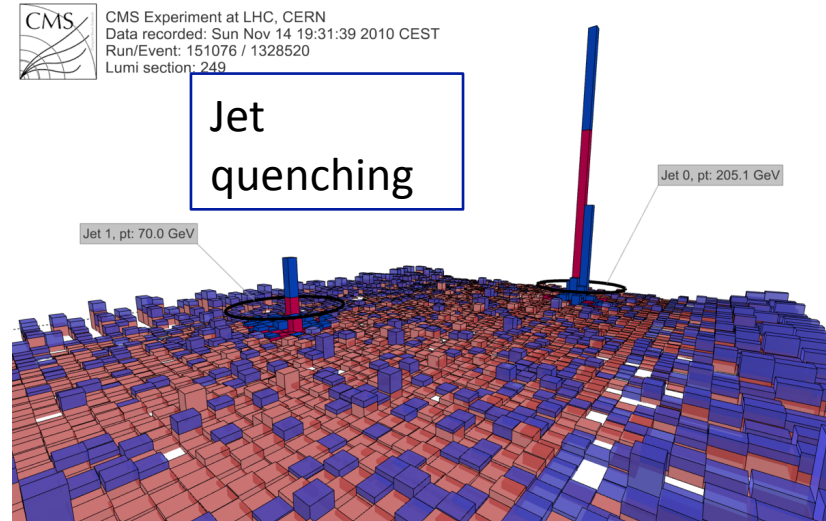 CMS
CMS Experiment at LHC, CERN
Data recorded: Sun Nov 14 19:31:39 2010 CEST
Run/Event: 151076 / 1328520
Lumi section: 249
Jet
quenching
Jet 0, pt: 205.1 GeV
Jet 1, pt: 70.0 GeV